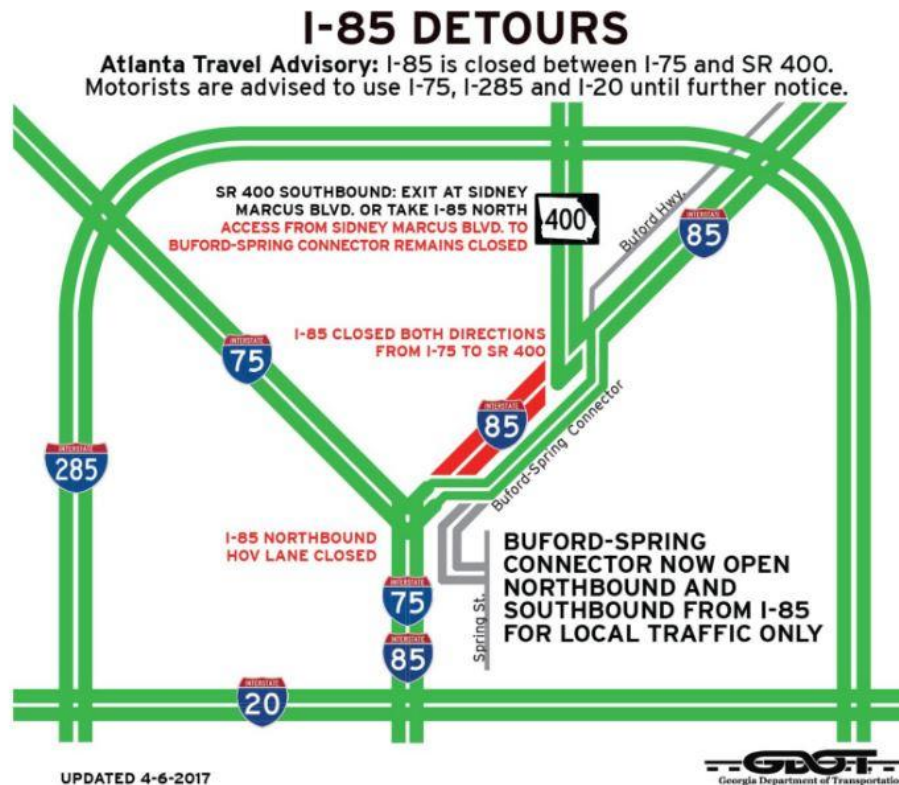 I-85 DETOURS
Atlanta Travel Advisory: I-85 is closed between I-75 and SR 400.
Motorists are advised to use I-75, I-285 and I-20 until further notice.
SR 400 SOUTHBOUND: EXIT AT SIDNEY
MARCUS BLVD. OR TAKE I-85 NORTH
ACCESS FROM SIDNEY MARCUS BLVD. TO
BUFORD-SPRING CONNECTOR REMAINS CLOSED
400
Buford Hwy.
INTERSTATE
85
I-85 CLOSED BOTH DIRECTIONS
FROM I-75 TO SR 400
INTERSTATE
75
INTERSTATE
85
Buford-Spring Connector
INTERSTATE
285
I-85 NORTHBOUND
HOV LANE CLOSED
BUFORD-SPRING
CONNECTOR NOW OPEN
NORTHBOUND AND
SOUTHBOUND FROM I-85
FOR LOCAL TRAFFIC ONLY
Spring St.
INTERSTATE
75
INTERSTATE
85
INTERSTATE
20
UPDATED 4-6-2017
GDOT
Georgia Department of Transportatio